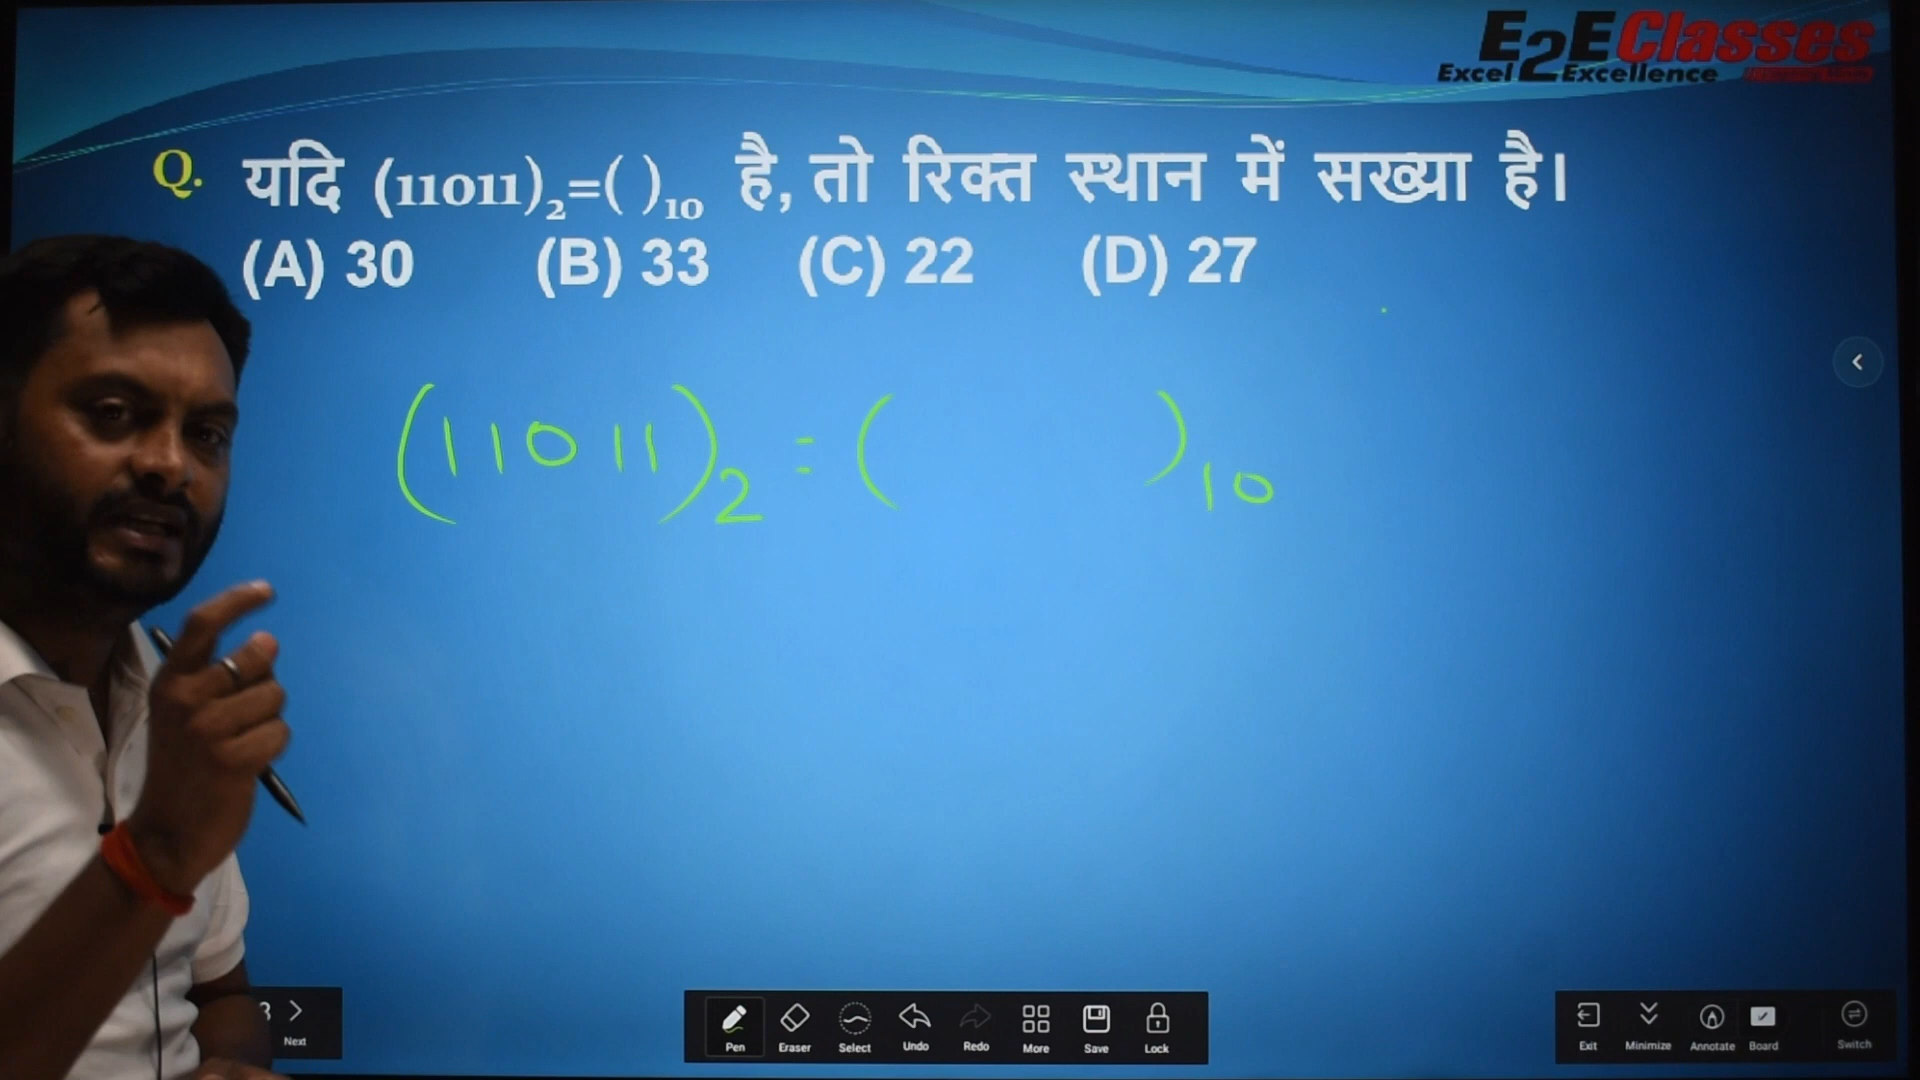 E2E Classes
Excel Excellence
Q. यदि (11011)₂=( )₁₀ है, तो रिक्त स्थान में सख्या है।
(A) 30 (B) 33 (C) 22 (D) 27
(11011)₂ = ( )₁₀
3 Next
Pen Eraser Select Undo Redo More Save Lock
Exit Minimize Annotate Board Switch